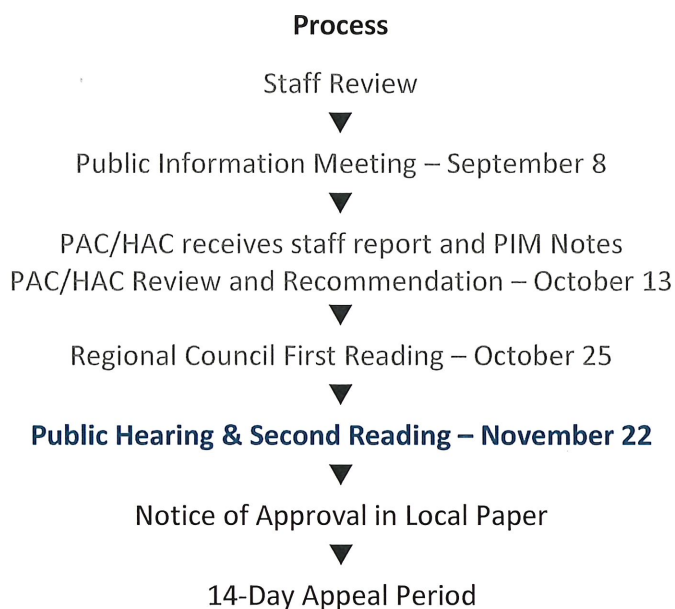 Process
Staff Review
Public Information Meeting – September 8
PAC/HAC receives staff report and PIM Notes
PAC/HAC Review and Recommendation – October 13
Regional Council First Reading – October 25
Public Hearing & Second Reading – November 22
Notice of Approval in Local Paper
14-Day Appeal Period